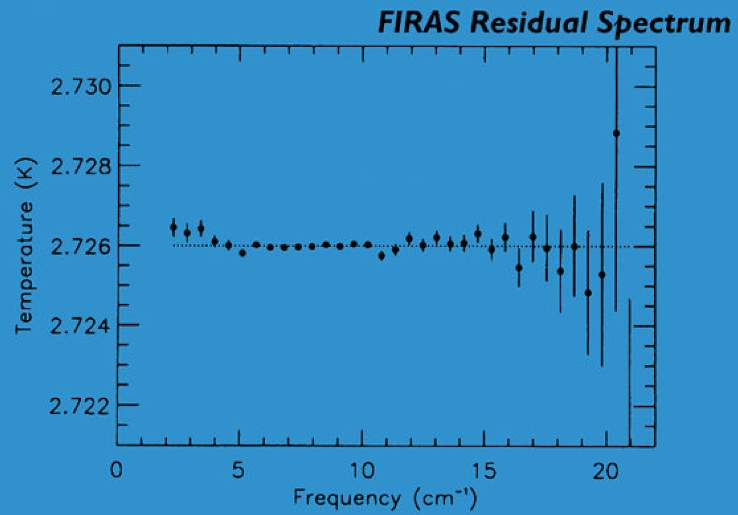 FIRAS Residual Spectrum
2.730
2.728
2.726
2.724
2.722
Temperature (K)
0 5 10 15 20
Frequency (cm⁻¹)